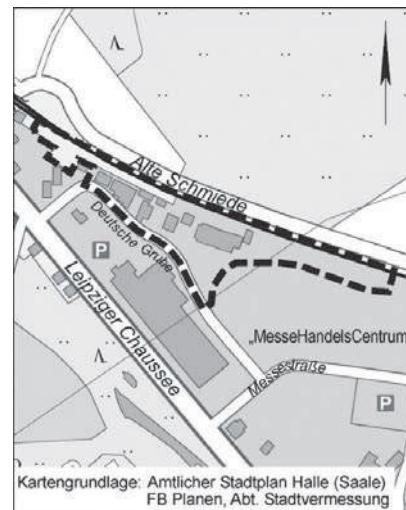 Alte Schmiede
Deutsche Grube
P
Leipziger Chaussee
„MesseHandelsCentrum
Messestraße
P
Kartengrundlage: Amtlicher Stadtplan Halle (Saale)
FB Planen, Abt. Stadtvermessung